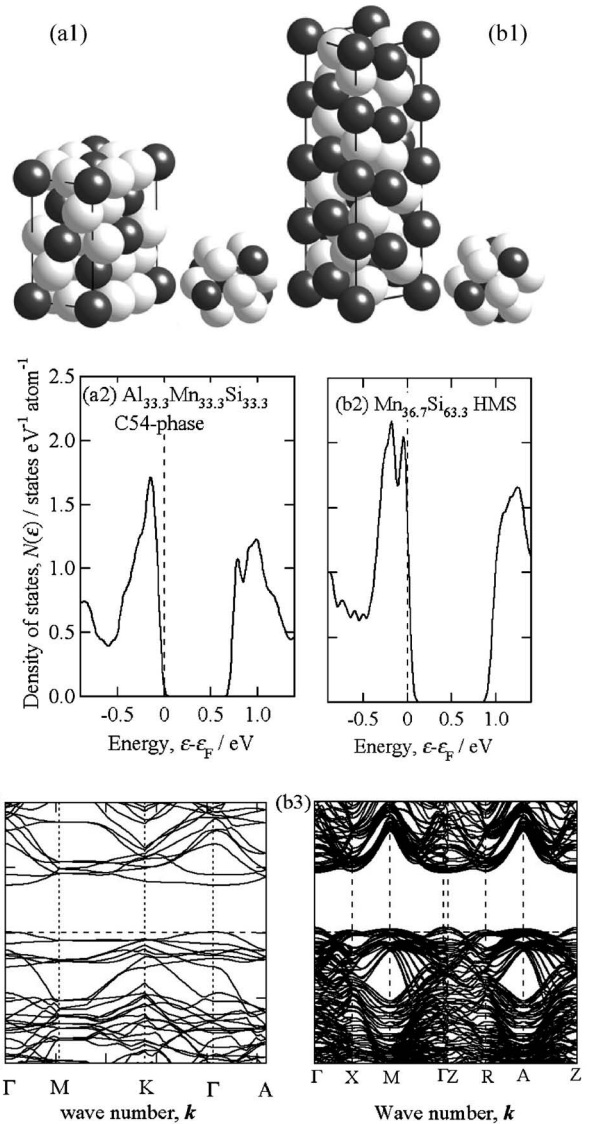 (a1)
(b1)
Density of states, N(ε) / states eV⁻¹ atom⁻¹
2.5
2.0
1.5
1.0
0.5
0.0
(a2) Al33.3Mn33.3Si33.3
C54-phase
-0.5
0
0.5
1.0
Energy, ε-εF / eV
(b2) Mn36.7Si63.3 HMS
-0.5
0
0.5
1.0
Energy, ε-εF / eV
(b3)
Γ M K Γ A
wave number, k
Γ X M ΓZ R A Z
Wave number, k